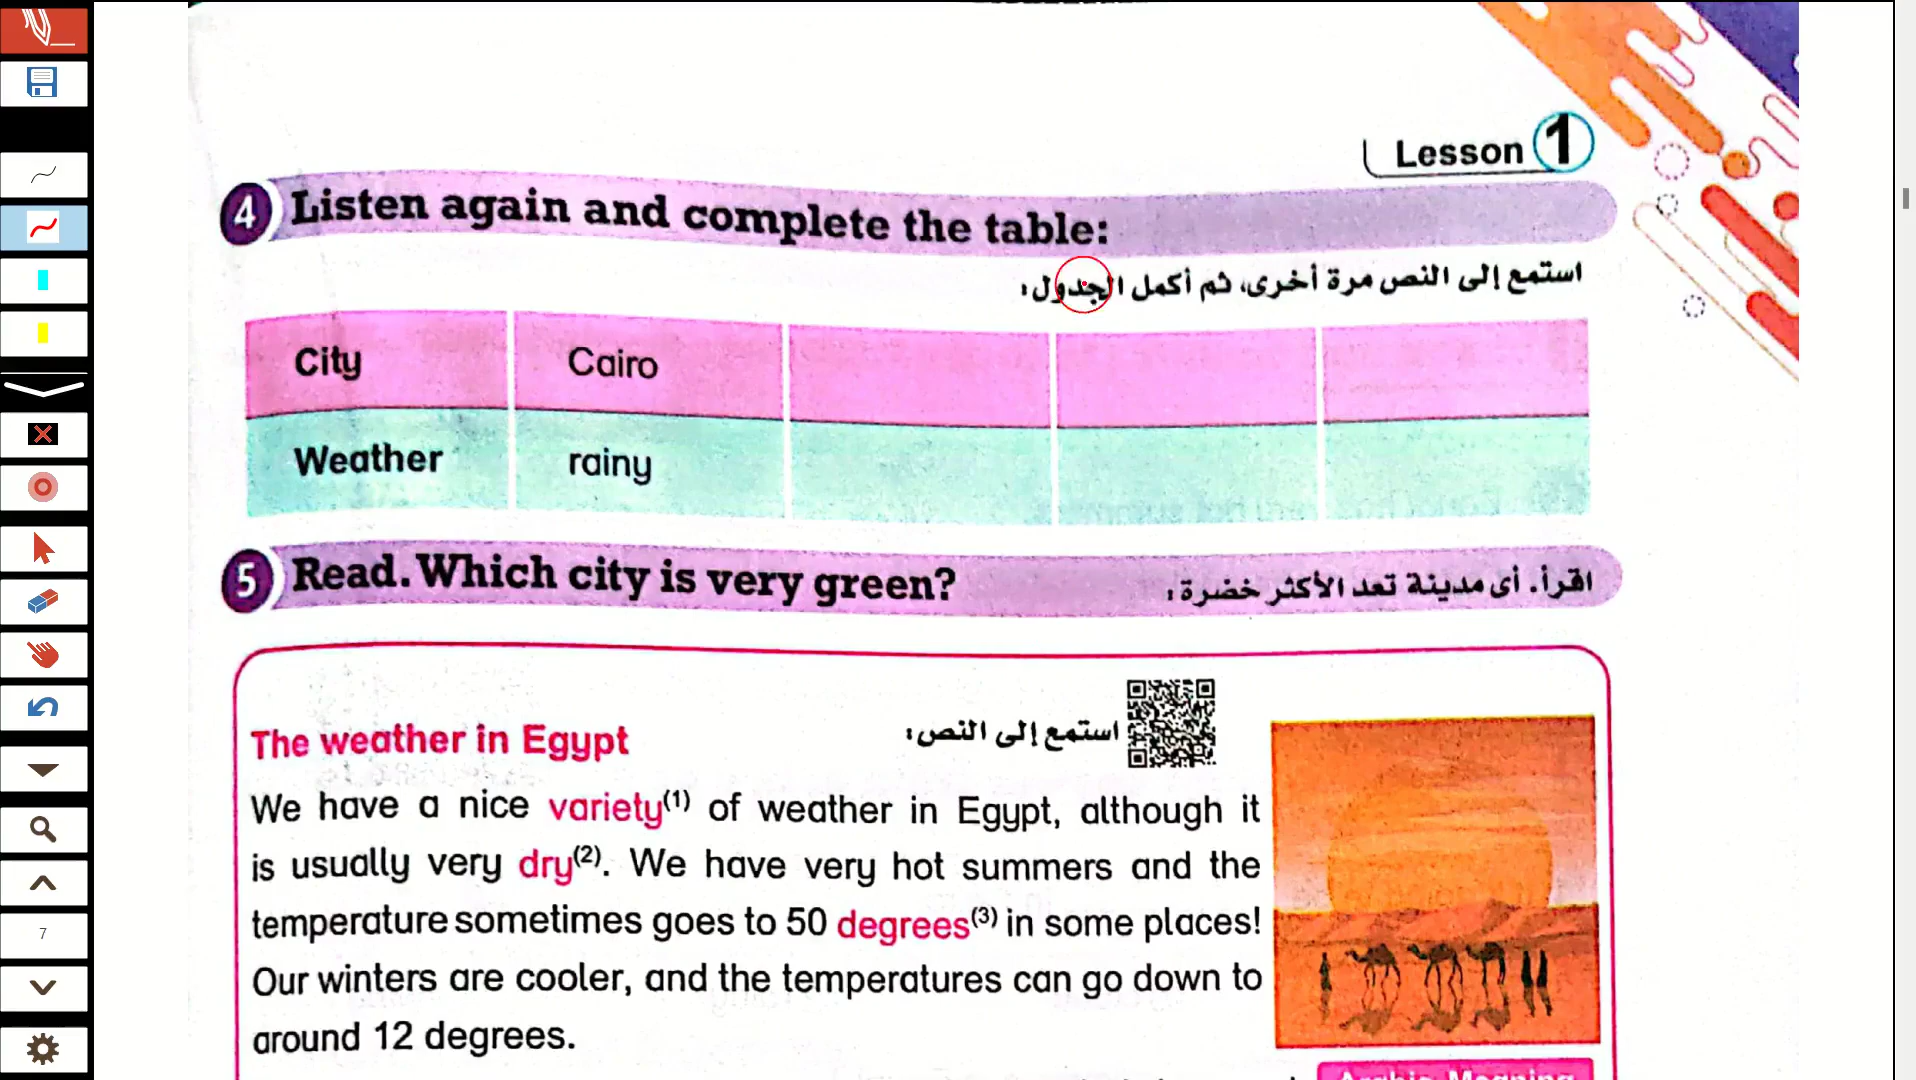 Lesson 1
4 Listen again and complete the table:
استمع إلى النص مرة أخرى، ثم أكمل الجدول:
City Cairo
Weather rainy
5 Read. Which city is very green? اقرأ. أى مدينة تعد الأكثر خضرة:
The weather in Egypt استمع إلى النص:
We have a nice variety(1) of weather in Egypt, although it
is usually very dry(2). We have very hot summers and the
temperature sometimes goes to 50 degrees(3) in some places!
Our winters are cooler, and the temperatures can go down to
around 12 degrees.
7